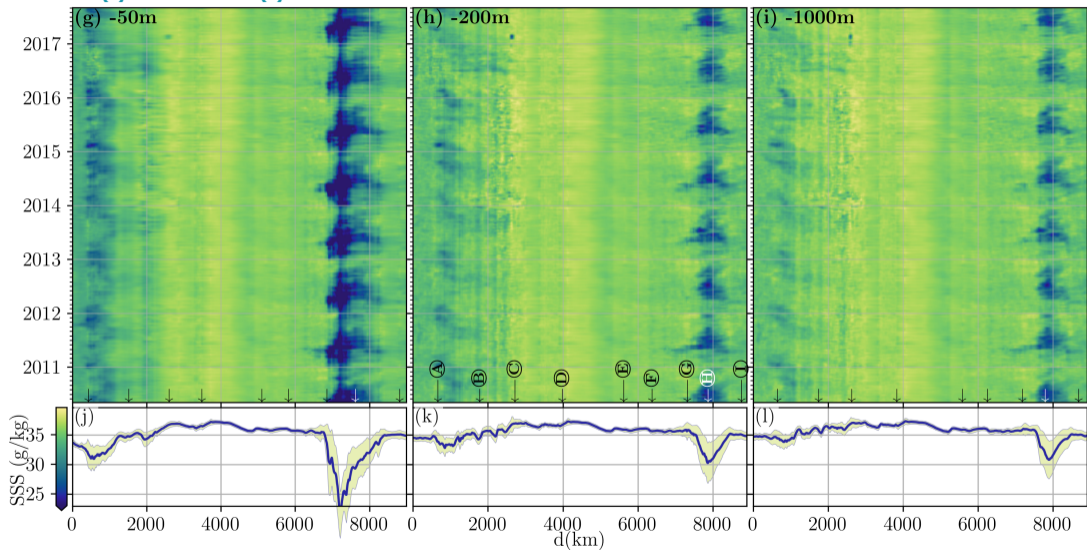 (g) -50m
(h) -200m
(i) -1000m
2017
2016
2015
2014
2013
2012
2011
A
B
C
D
E
F
G
H
I
(j)
(k)
(l)
SSS (g/kg)
35
30
25
0 2000 4000 6000 8000
0 2000 4000 6000 8000
0 2000 4000 6000 8000
d(km)